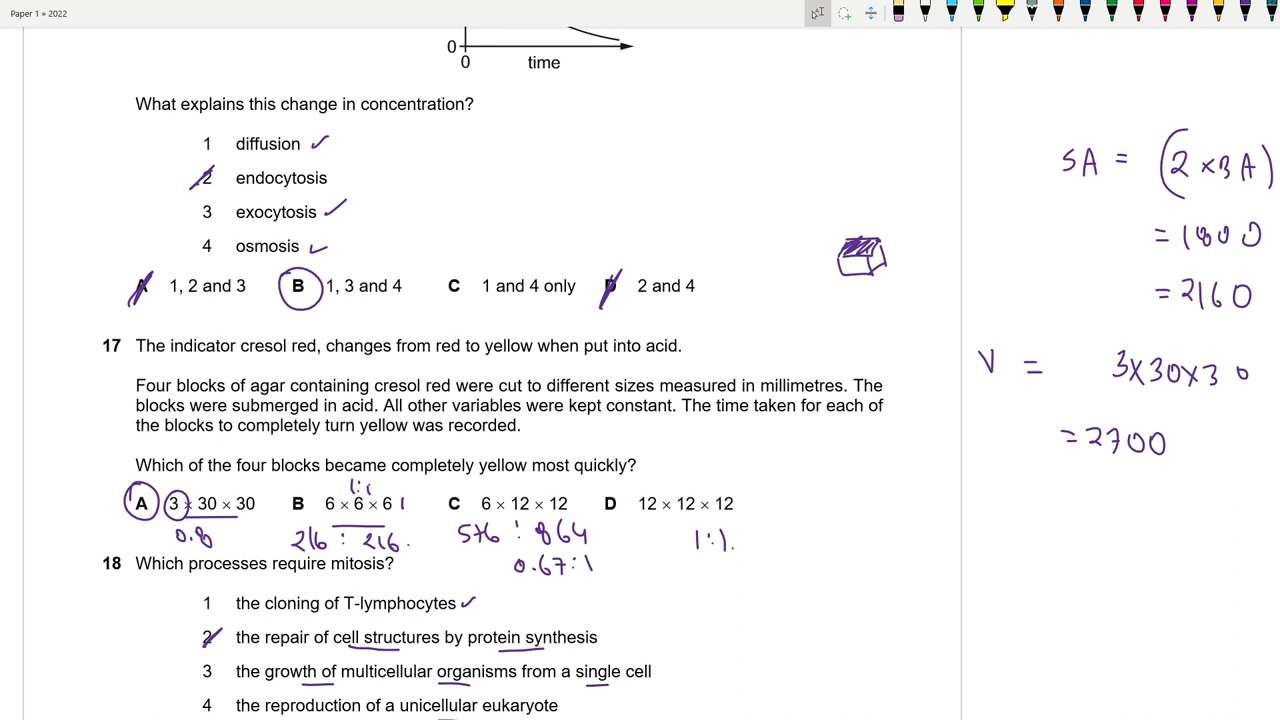 Paper 1 » 2022
0
0 time
What explains this change in concentration?
1 diffusion ✓
2 endocytosis
3 exocytosis ✓
4 osmosis ✓
A 1, 2 and 3 B 1, 3 and 4 C 1 and 4 only D 2 and 4
17 The indicator cresol red, changes from red to yellow when put into acid.
Four blocks of agar containing cresol red were cut to different sizes measured in millimetres. The
blocks were submerged in acid. All other variables were kept constant. The time taken for each of
the blocks to completely turn yellow was recorded.
Which of the four blocks became completely yellow most quickly?
1:1
A 3 × 30 × 30 B 6 × 6 × 6 1 C 6 × 12 × 12 D 12 × 12 × 12
0.8 216 : 216. 576 : 864 1:1.
0.67:1
18 Which processes require mitosis?
1 the cloning of T-lymphocytes ✓
2 the repair of cell structures by protein synthesis
3 the growth of multicellular organisms from a single cell
4 the reproduction of a unicellular eukaryote
SA = (2 × 3A)
= 1800
= 2160
V = 3×30×30
= 2700